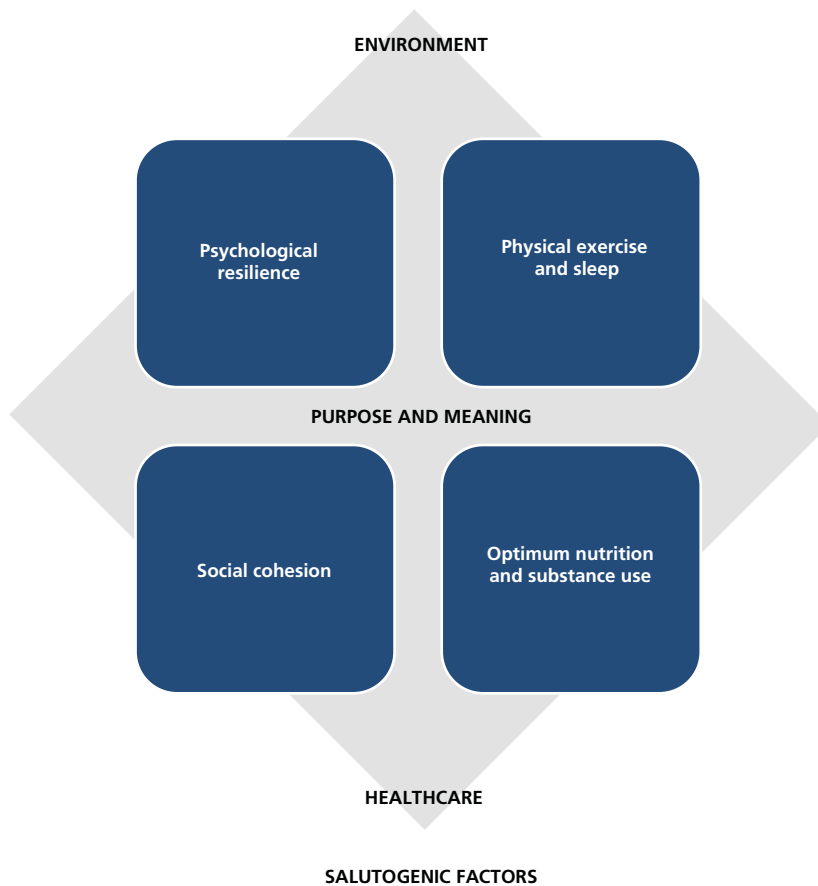 ENVIRONMENT
Psychological
resilience
Physical exercise
and sleep
PURPOSE AND MEANING
Social cohesion
Optimum nutrition
and substance use
HEALTHCARE
SALUTOGENIC FACTORS